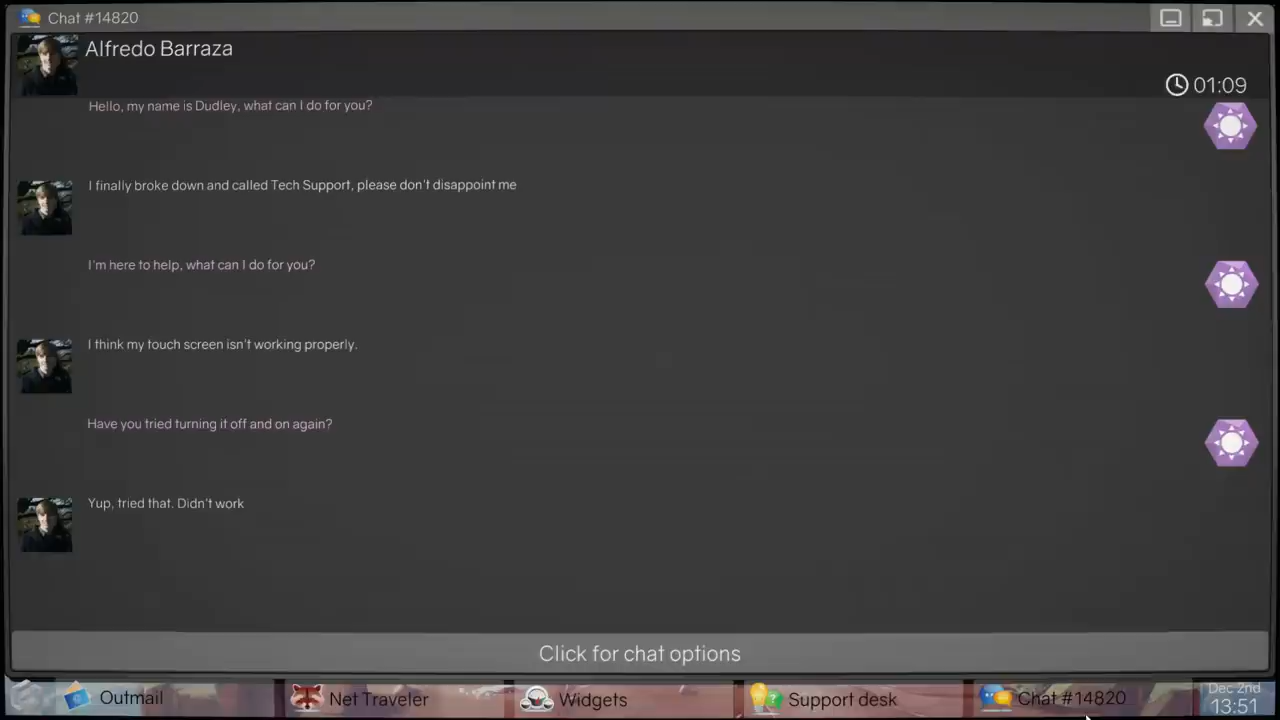 Chat #14820
Alfredo Barraza
01:09
Hello, my name is Dudley, what can I do for you?
I finally broke down and called Tech Support, please don't disappoint me
I'm here to help, what can I do for you?
I think my touch screen isn't working properly.
Have you tried turning it off and on again?
Yup, tried that. Didn't work
Click for chat options
Outmail
Net Traveler
Widgets
Support desk
Chat #14820
Dec 2nd
13:51